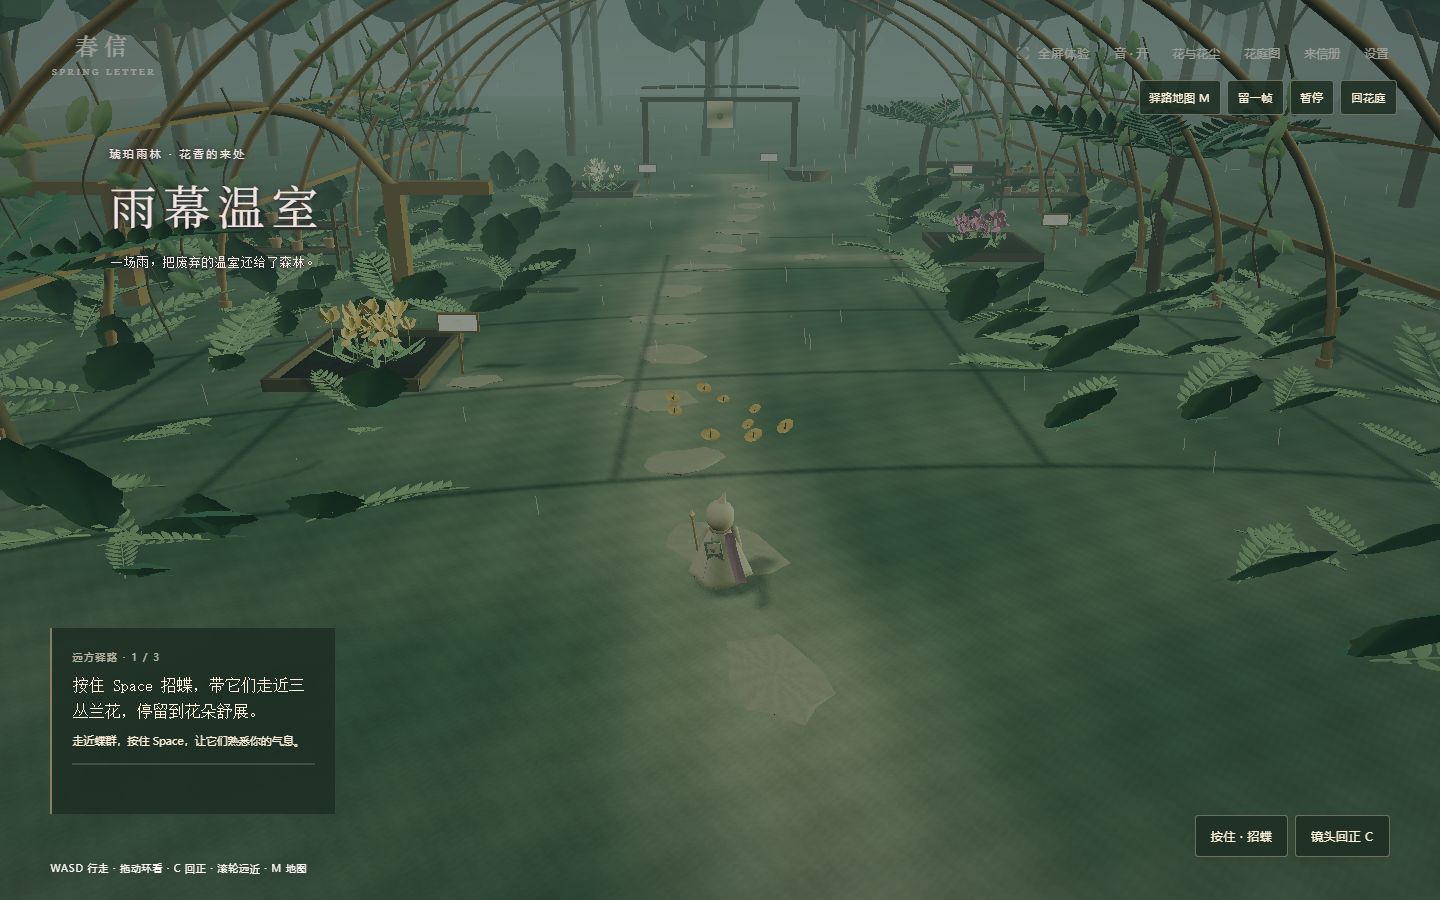 春信
SPRING LETTER
全屏体验 音·开 花与花尘 花庭图 来信册 设置
驿路地图 M 留一帧 暂停 回花庭
琥珀雨林 · 花香的来处
雨幕温室
一场雨，把废弃的温室还给了森林。
远方驿路 · 1 / 3
按住 Space 招蝶，带它们走近三
丛兰花，停留到花朵舒展。
走近蝶群，按住 Space，让它们熟悉你的气息。
按住 · 招蝶 镜头回正 C
WASD 行走 · 拖动环看 · C 回正 · 滚轮远近 · M 地图